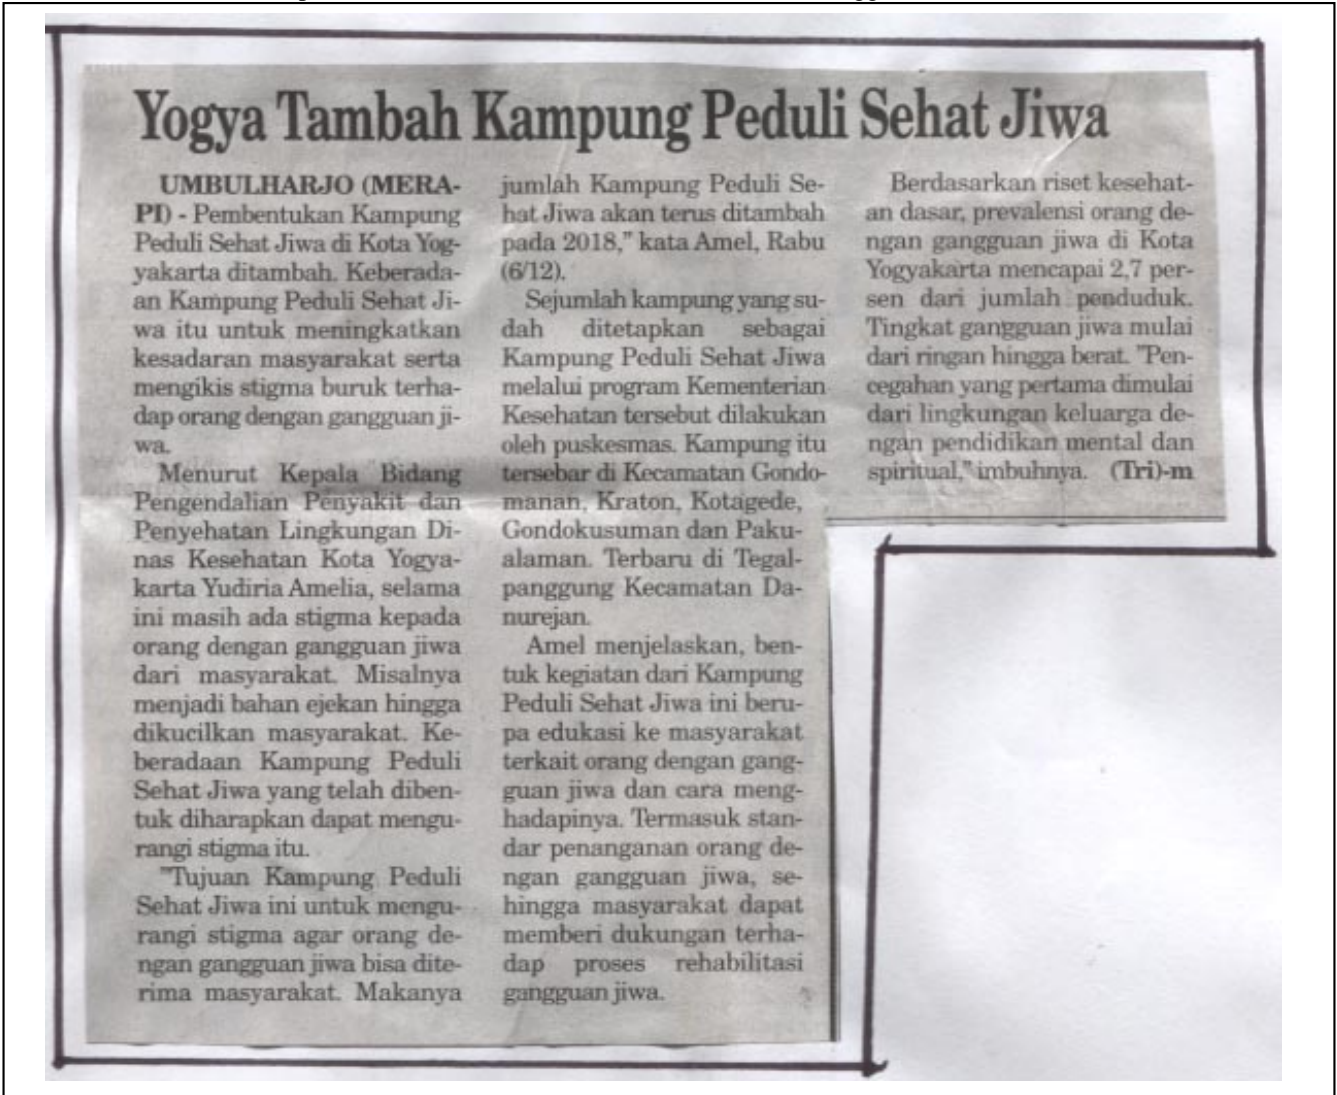 Yogya Tambah Kampung Peduli Sehat Jiwa
UMBULHARJO (MERA-
PI) - Pembentukan Kampung
Peduli Sehat Jiwa di Kota Yog-
yakarta ditambah. Keberada-
an Kampung Peduli Sehat Ji-
wa itu untuk meningkatkan
kesadaran masyarakat serta
mengikis stigma buruk terha-
dap orang dengan gangguan ji-
wa.
Menurut Kepala Bidang
Pengendalian Penyakit dan
Penyehatan Lingkungan Di-
nas Kesehatan Kota Yogya-
karta Yudiria Amelia, selama
ini masih ada stigma kepada
orang dengan gangguan jiwa
dari masyarakat. Misalnya
menjadi bahan ejekan hingga
dikucilkan masyarakat. Ke-
beradaan Kampung Peduli
Sehat Jiwa yang telah diben-
tuk diharapkan dapat mengu-
rangi stigma itu.
"Tujuan Kampung Peduli
Sehat Jiwa ini untuk mengu-
rangi stigma agar orang de-
ngan gangguan jiwa bisa dite-
rima masyarakat. Makanya
jumlah Kampung Peduli Se-
hat Jiwa akan terus ditambah
pada 2018," kata Amel, Rabu
(6/12).
Sejumlah kampung yang su-
dah ditetapkan sebagai
Kampung Peduli Sehat Jiwa
melalui program Kementerian
Kesehatan tersebut dilakukan
oleh puskesmas. Kampung itu
tersebar di Kecamatan Gondo-
manan, Kraton, Kotagede,
Gondokusuman dan Paku-
alaman. Terbaru di Tegal-
panggung Kecamatan Da-
nurejan.
Amel menjelaskan, ben-
tuk kegiatan dari Kampung
Peduli Sehat Jiwa ini beru-
pa edukasi ke masyarakat
terkait orang dengan gang-
guan jiwa dan cara meng-
hadapinya. Termasuk stan-
dar penanganan orang de-
ngan gangguan jiwa, se-
hingga masyarakat dapat
memberi dukungan terha-
dap proses rehabilitasi
gangguan jiwa.
Berdasarkan riset kesehat-
an dasar, prevalensi orang de-
ngan gangguan jiwa di Kota
Yogyakarta mencapai 2,7 per-
sen dari jumlah penduduk.
Tingkat gangguan jiwa mulai
dari ringan hingga berat. "Pen-
cegahan yang pertama dimulai
dari lingkungan keluarga de-
ngan pendidikan mental dan
spiritual," imbuhnya. (Tri)-m